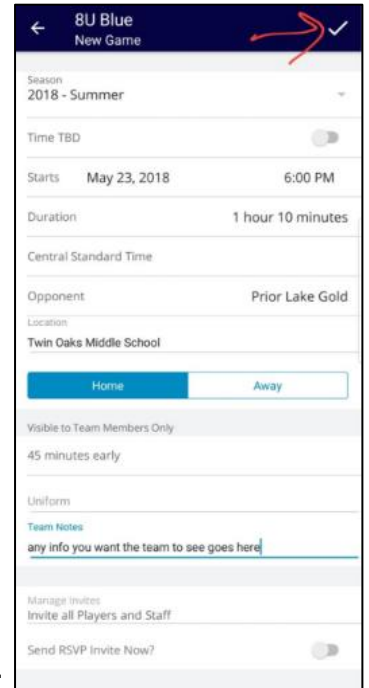 8U Blue
New Game
Season
2018 - Summer
Time TBD
Starts May 23, 2018 6:00 PM
Duration 1 hour 10 minutes
Central Standard Time
Opponent Prior Lake Gold
Location
Twin Oaks Middle School
Home Away
Visible to Team Members Only
45 minutes early
Uniform
Team Notes
any info you want the team to see goes here
Manage Invites
Invite all Players and Staff
Send RSVP Invite Now?